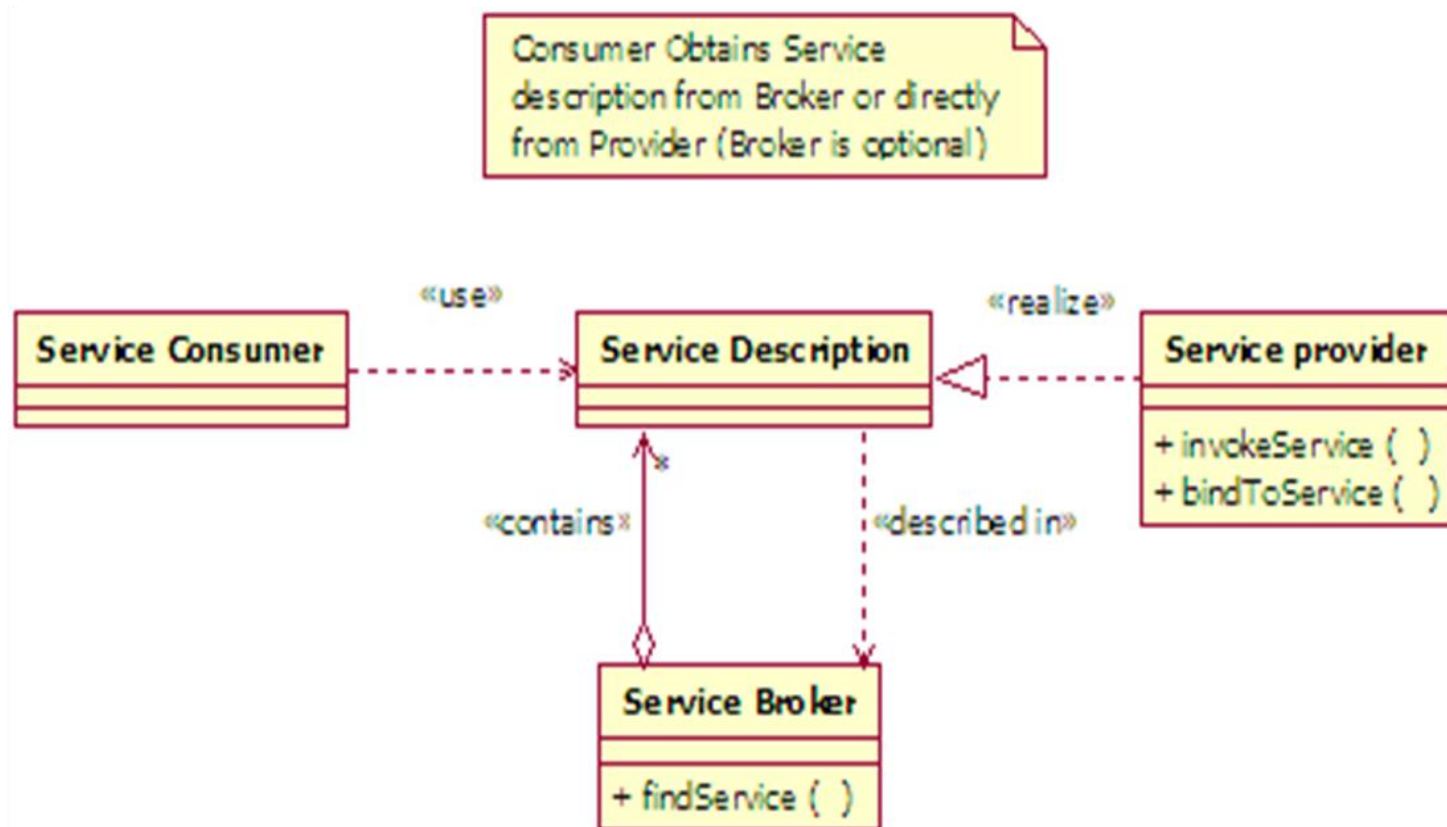 Consumer Obtains Service
description from Broker or directly
from Provider (Broker is optional)
«use»
«realize»
Service Consumer
Service Description
Service provider
+ invokeService ( )
+ bindToService ( )
*
«contains»
«described in»
Service Broker
+ findService ( )